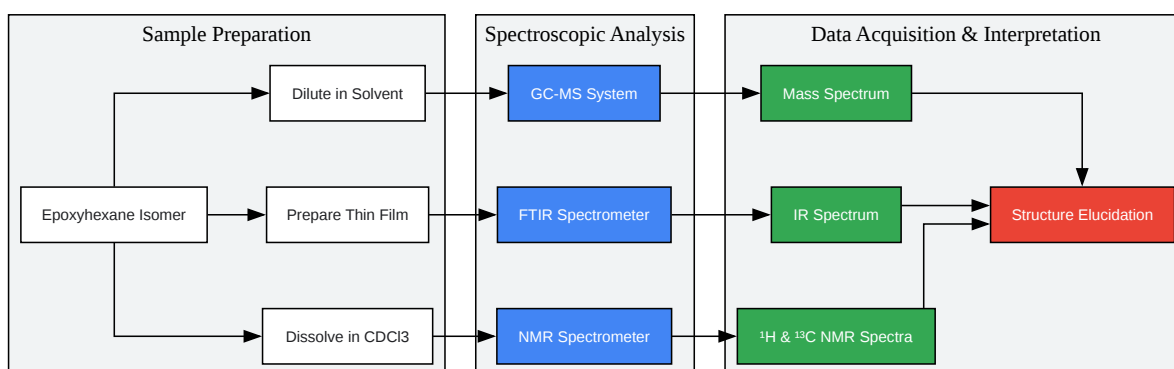 Sample Preparation
Spectroscopic Analysis
Data Acquisition & Interpretation
Dilute in Solvent
GC-MS System
Mass Spectrum
Epoxyhexane Isomer
Prepare Thin Film
FTIR Spectrometer
IR Spectrum
Structure Elucidation
Dissolve in CDCl3
NMR Spectrometer
¹H & ¹³C NMR Spectra